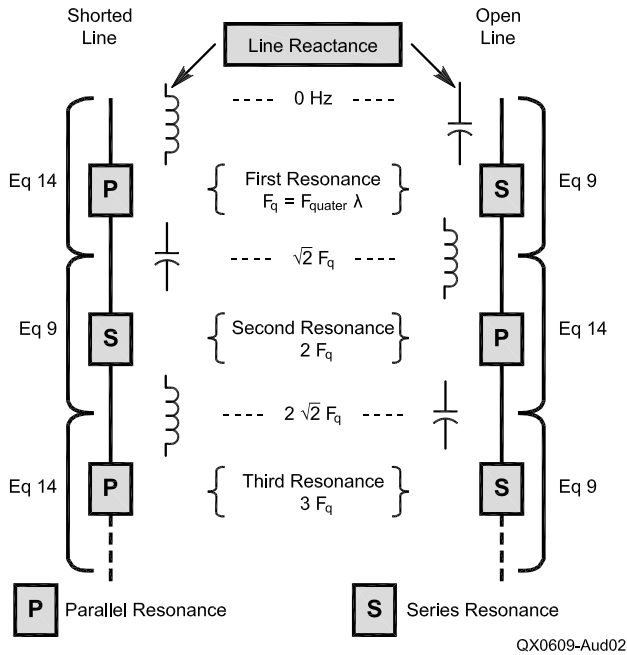 Shorted
Line
Open
Line
Line Reactance
0 Hz
Eq 14
P
First Resonance
Fq = Fquater λ
S
Eq 9
√2 Fq
Eq 9
S
Second Resonance
2 Fq
P
Eq 14
2 √2 Fq
Eq 14
P
Third Resonance
3 Fq
S
Eq 9
P Parallel Resonance
S Series Resonance
QX0609-Aud02